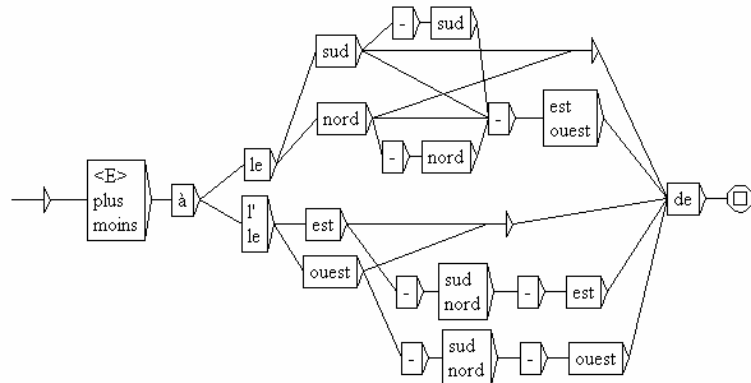 - sud
sud
nord - est
ouest
- nord
<E>
plus
moins
à
le
l'
le
est
ouest
de
- sud
nord
- est
- sud
nord
- ouest